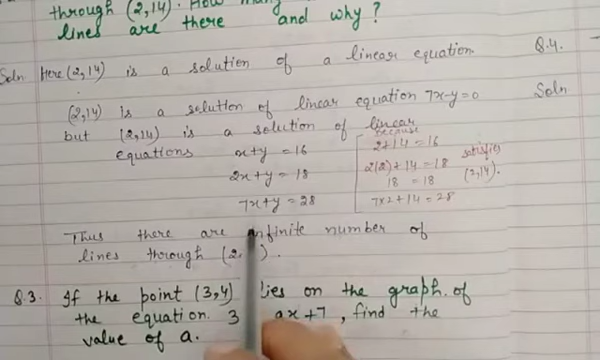 through (2,14). How many
lines are there and why?
Soln Here (2,14) is a solution of a linear equation. Q.4.
(2,14) is a solution of linear equation 7x-y=0 Soln
but (2,14) is a solution of linear
equations x+y = 16
2x+y = 18
7x+y = 28
because
2+14 = 16
2(2)+14 = 18
18 = 18
7x2+14 = 28
satisfies
(2,14).
Thus there are infinite number of
lines through (2, ).
Q.3. If the point (3,4) lies on the graph of
the equation 3 ax+7, find the
value of a.